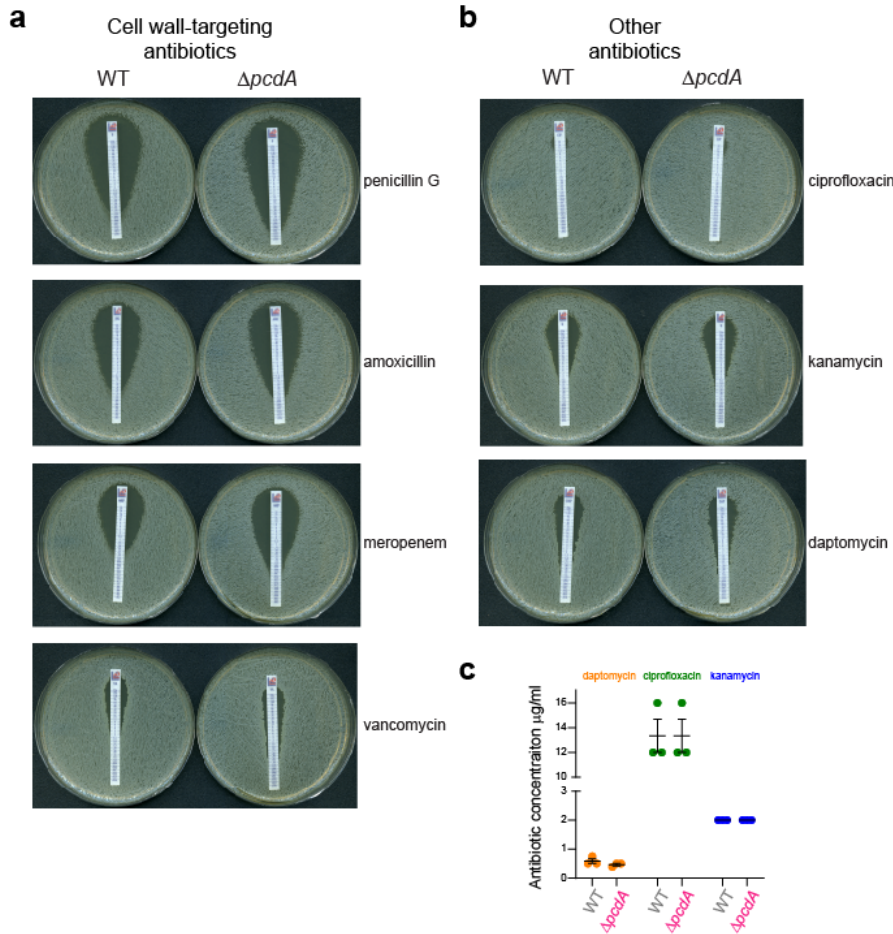 a
Cell wall-targeting
antibiotics
WT ΔpcdA
penicillin G
amoxicillin
meropenem
vancomycin
b
Other
antibiotics
WT ΔpcdA
ciprofloxacin
kanamycin
daptomycin
c
daptomycin ciprofloxacin kanamycin
Antibiotic concentraiton µg/ml
16
14
12
10
3
2
1
0
WT ΔpcdA WT ΔpcdA WT ΔpcdA